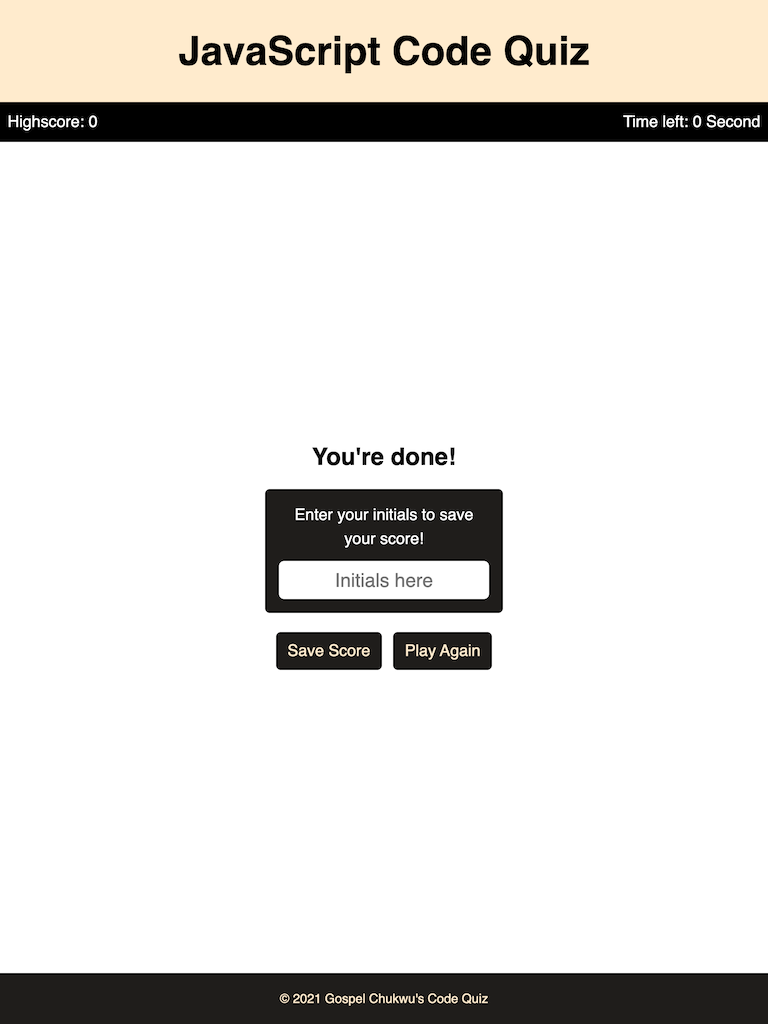 JavaScript Code Quiz
Highscore: 0
Time left: 0 Second
You're done!
Enter your initials to save
your score!
Initials here
Save Score
Play Again
© 2021 Gospel Chukwu's Code Quiz